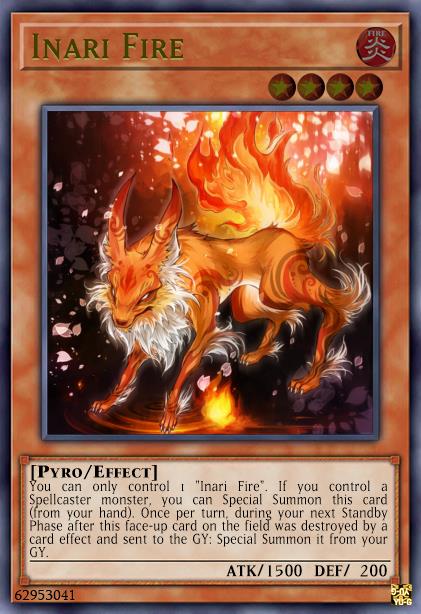 Inari Fire
FIRE
炎
[Pyro/Effect]
You can only control 1 "Inari Fire". If you control a
Spellcaster monster, you can Special Summon this card
(from your hand). Once per turn, during your next Standby
Phase after this face-up card on the field was destroyed by a
card effect and sent to the GY: Special Summon it from your
GY.
ATK/1500 DEF/ 200
62953041